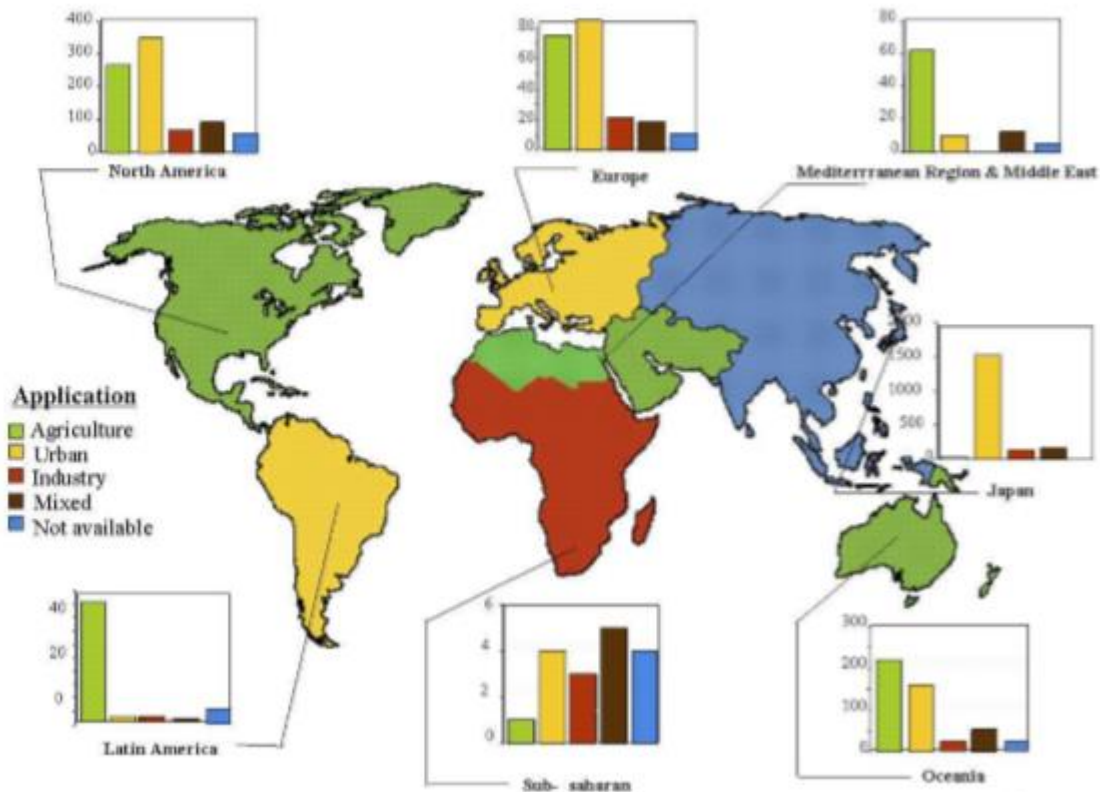 400
300
200
100
0
North America
80
60
40
20
0
Europe
80
60
40
20
0
Mediterrranean Region & Middle East
1500
1000
500
0
Japan
Application
Agriculture
Urban
Industry
Mixed
Not available
40
20
0
Latin America
6
4
2
0
Sub- saharan
300
200
100
0
Oceania